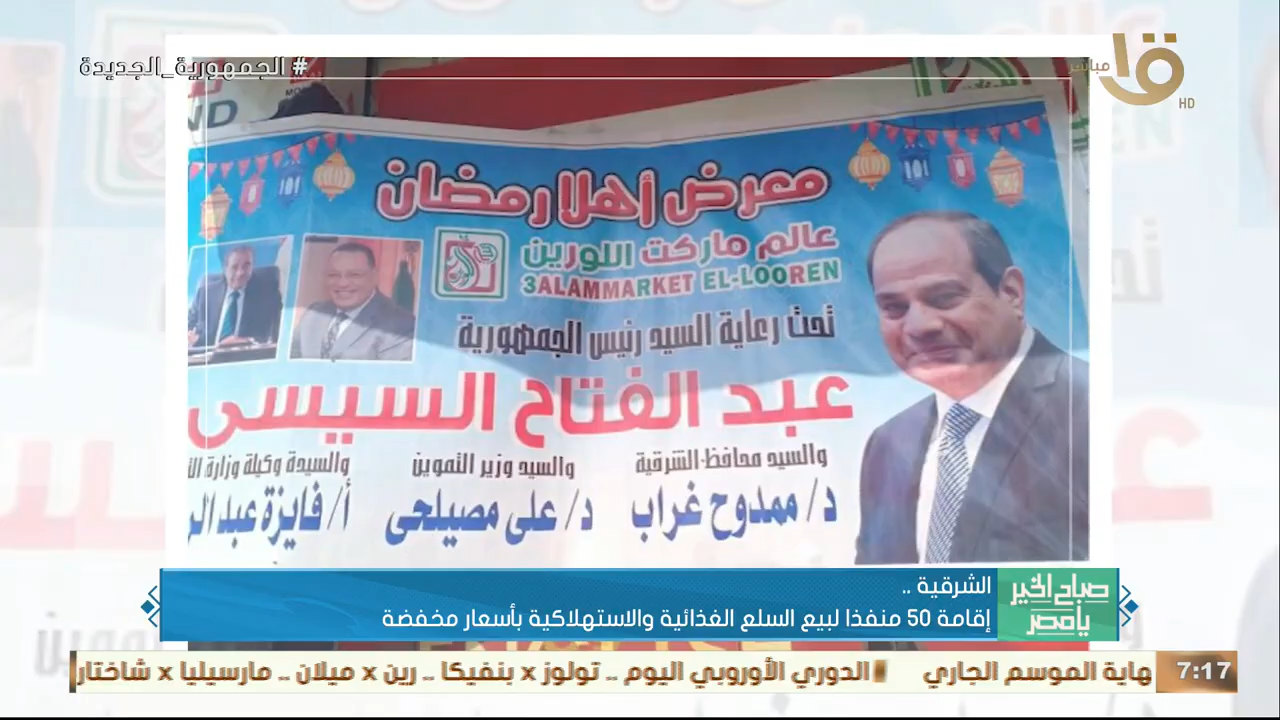 # الجمهورية_الجديدة
مباشر
HD
معرض أهلا رمضان
عالم ماركت اللورين
3ALAMMARKET EL-LOOREN
تحت رعاية السيد رئيس الجمهورية
عبد الفتاح السيسى
والسيد محافظ الشرقية
د/ ممدوح غراب
والسيد وزير التموين
د/ على مصيلحى
والسيدة وكيلة وزارة
أ/ فايزة
صباح الخير
يا مصر
الشرقية ..
إقامة 50 منفذا لبيع السلع الغذائية والاستهلاكية بأسعار مخفضة
7:17
هاية الموسم الجاري
الدوري الأوروبي اليوم .. تولوز x بنفيكا .. رين x ميلان .. مارسيليا x شاختار